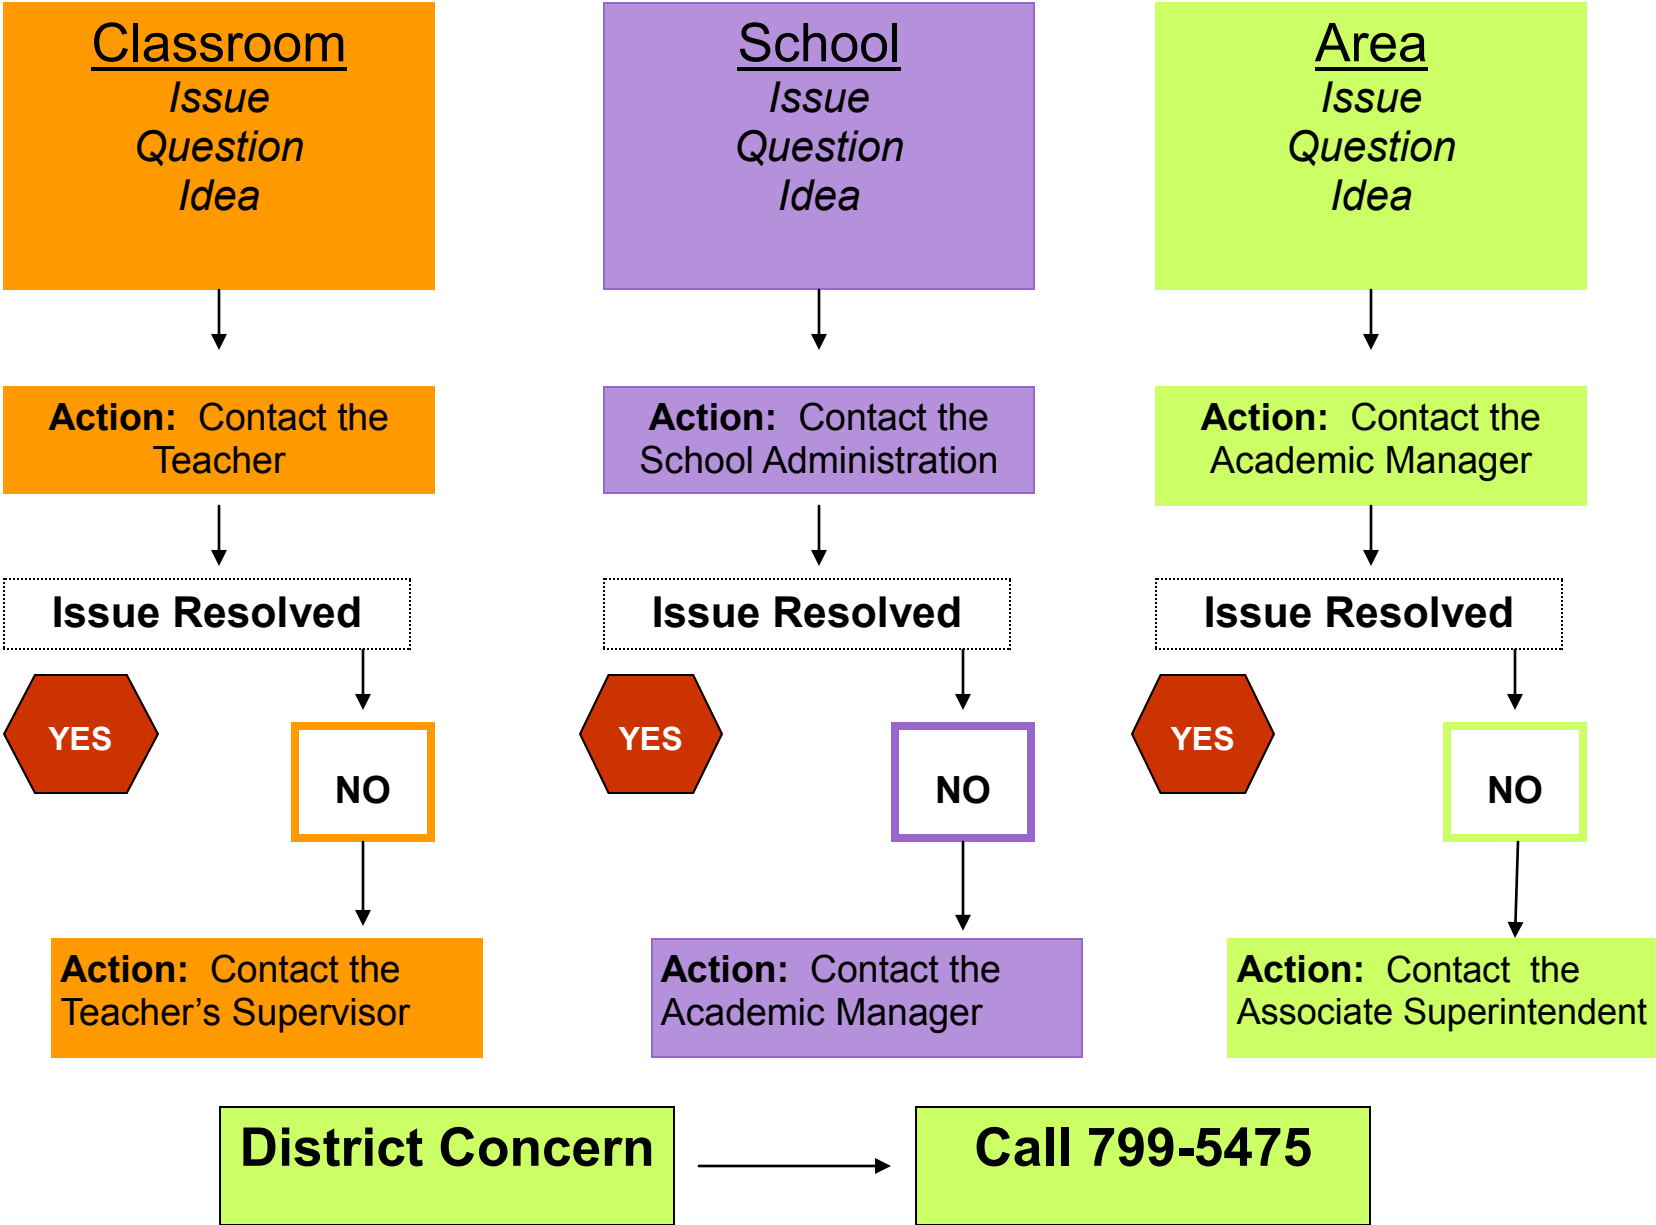 Classroom
Issue
Question
Idea
School
Issue
Question
Idea
Area
Issue
Question
Idea
Action: Contact the
Teacher
Action: Contact the
School Administration
Action: Contact the
Academic Manager
Issue Resolved
Issue Resolved
Issue Resolved
YES
NO
YES
NO
YES
NO
Action: Contact the
Teacher’s Supervisor
Action: Contact the
Academic Manager
Action: Contact the
Associate Superintendent
District Concern
Call 799-5475